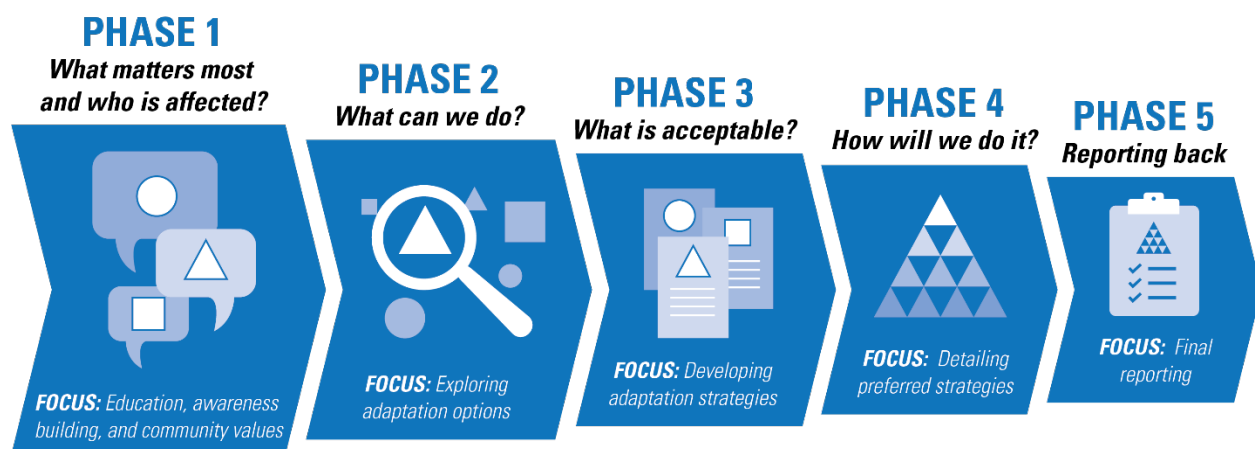 PHASE 1
What matters most
and who is affected?
FOCUS: Education, awareness
building, and community values
PHASE 2
What can we do?
FOCUS: Exploring
adaptation options
PHASE 3
What is acceptable?
FOCUS: Developing
adaptation strategies
PHASE 4
How will we do it?
FOCUS: Detailing
preferred strategies
PHASE 5
Reporting back
FOCUS: Final
reporting